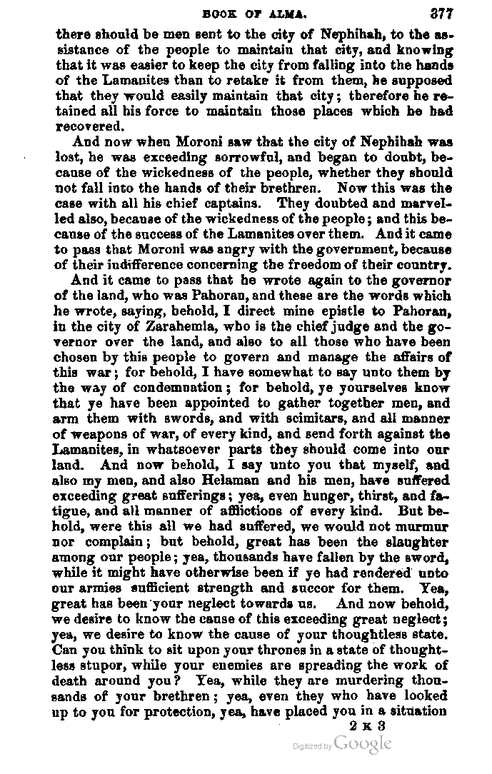 BOOK OF ALMA. 377
there should be men sent to the city of Nephihah, to the as-
sistance of the people to maintain that city, and knowing
that it was easier to keep the city from falling into the hands
of the Lamanites than to retake it from them, he supposed
that they would easily maintain that city; therefore he re-
tained all his force to maintain those places which he had
recovered.
And now when Moroni saw that the city of Nephihah was
lost, he was exceeding sorrowful, and began to doubt, be-
cause of the wickedness of the people, whether they should
not fall into the hands of their brethren. Now this was the
case with all his chief captains. They doubted and marvel-
led also, because of the wickedness of the people; and this be-
cause of the success of the Lamanites over them. And it came
to pass that Moroni was angry with the government, because
of their indifference concerning the freedom of their country.
And it came to pass that he wrote again to the governor
of the land, who was Pahoran, and these are the words which
he wrote, saying, behold, I direct mine epistle to Pahoran,
in the city of Zarahemla, who is the chief judge and the go-
vernor over the land, and also to all those who have been
chosen by this people to govern and manage the affairs of
this war; for behold, I have somewhat to say unto them by
the way of condemnation; for behold, ye yourselves know
that ye have been appointed to gather together men, and
arm them with swords, and with scimitars, and all manner
of weapons of war, of every kind, and send forth against the
Lamanites, in whatsoever parts they should come into our
land. And now behold, I say unto you that myself, and
also my men, and also Helaman and his men, have suffered
exceeding great sufferings; yea, even hunger, thirst, and fa-
tigue, and all manner of afflictions of every kind. But be-
hold, were this all we had suffered, we would not murmur
nor complain; but behold, great has been the slaughter
among our people; yea, thousands have fallen by the sword,
while it might have otherwise been if ye had rendered unto
our armies sufficient strength and succor for them. Yea,
great has been your neglect towards us. And now behold,
we desire to know the cause of this exceeding great neglect;
yea, we desire to know the cause of your thoughtless state.
Can you think to sit upon your thrones in a state of thought-
less stupor, while your enemies are spreading the work of
death around you? Yea, while they are murdering thou-
sands of your brethren; yea, even they who have looked
up to you for protection, yea, have placed you in a situation
2 K 3
Digitized by Google